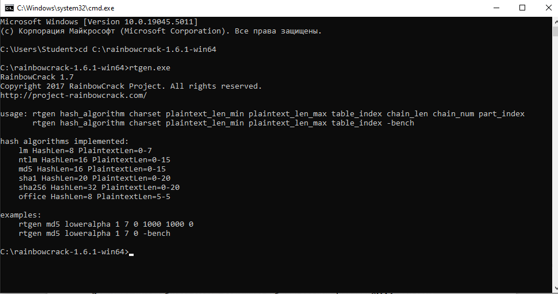 C:\Windows\system32\cmd.exe
Microsoft Windows [Version 10.0.19045.5011]
(c) Корпорация Майкрософт (Microsoft Corporation). Все права защищены.
C:\Users\Student>cd C:\rainbowcrack-1.6.1-win64
C:\rainbowcrack-1.6.1-win64>rtgen.exe
RainbowCrack 1.7
Copyright 2017 RainbowCrack Project. All rights reserved.
http://project-rainbowcrack.com/
usage: rtgen hash_algorithm charset plaintext_len_min plaintext_len_max table_index chain_len chain_num part_index
rtgen hash_algorithm charset plaintext_len_min plaintext_len_max table_index -bench
hash algorithms implemented:
lm HashLen=8 PlaintextLen=0-7
ntlm HashLen=16 PlaintextLen=0-15
md5 HashLen=16 PlaintextLen=0-15
sha1 HashLen=20 PlaintextLen=0-20
sha256 HashLen=32 PlaintextLen=0-20
office HashLen=8 PlaintextLen=5-5
examples:
rtgen md5 loweralpha 1 7 0 1000 1000 0
rtgen md5 loweralpha 1 7 0 -bench
C:\rainbowcrack-1.6.1-win64>